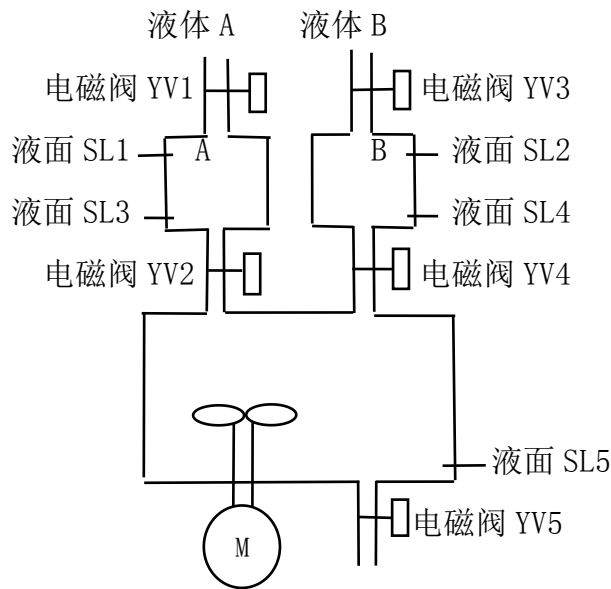 液体 A 液体 B
电磁阀 YV1 电磁阀 YV3
液面 SL1 A B 液面 SL2
液面 SL3 液面 SL4
电磁阀 YV2 电磁阀 YV4
液面 SL5
电磁阀 YV5
M